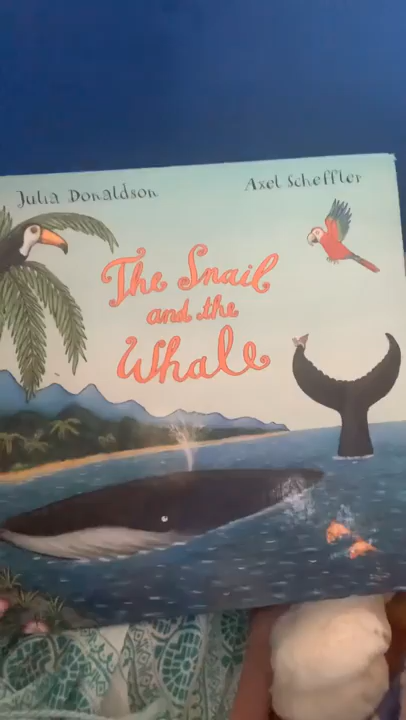 Julia Donaldson
Axel Scheffler
The Snail
and the
Whale